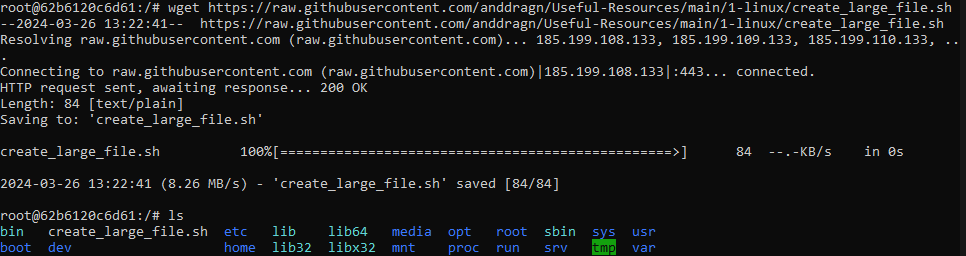 root@62b6120c6d61:/# wget https://raw.githubusercontent.com/anddragn/Useful-Resources/main/1-linux/create_large_file.sh
--2024-03-26 13:22:41--  https://raw.githubusercontent.com/anddragn/Useful-Resources/main/1-linux/create_large_file.sh
Resolving raw.githubusercontent.com (raw.githubusercontent.com)... 185.199.108.133, 185.199.109.133, 185.199.110.133, ..
.
Connecting to raw.githubusercontent.com (raw.githubusercontent.com)|185.199.108.133|:443... connected.
HTTP request sent, awaiting response... 200 OK
Length: 84 [text/plain]
Saving to: 'create_large_file.sh'
create_large_file.sh          100%[=================================================>]      84  --.-KB/s    in 0s
2024-03-26 13:22:41 (8.26 MB/s) - 'create_large_file.sh' saved [84/84]
root@62b6120c6d61:/# ls
bin   create_large_file.sh  etc   lib    lib64   media  opt   root  sbin  sys  usr
boot  dev                   home  lib32  libx32  mnt    proc  run   srv   tmp  var